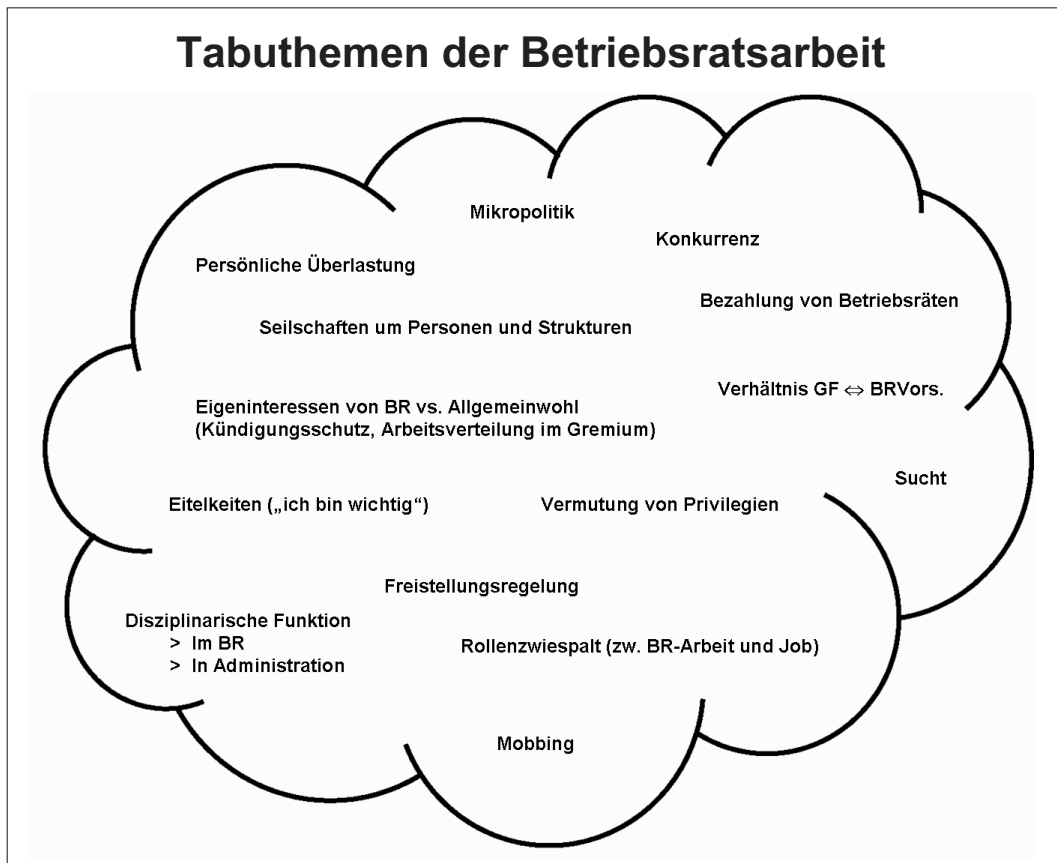 Tabuthemen der Betriebsratsarbeit
Mikropolitik
Konkurrenz
Persönliche Überlastung
Bezahlung von Betriebsräten
Seilschaften um Personen und Strukturen
Verhältnis GF ⇔ BRVors.
Eigeninteressen von BR vs. Allgemeinwohl
(Kündigungsschutz, Arbeitsverteilung im Gremium)
Sucht
Eitelkeiten („ich bin wichtig“)
Vermutung von Privilegien
Freistellungsregelung
Disziplinarische Funktion
> Im BR
> In Administration
Rollenzwiespalt (zw. BR-Arbeit und Job)
Mobbing